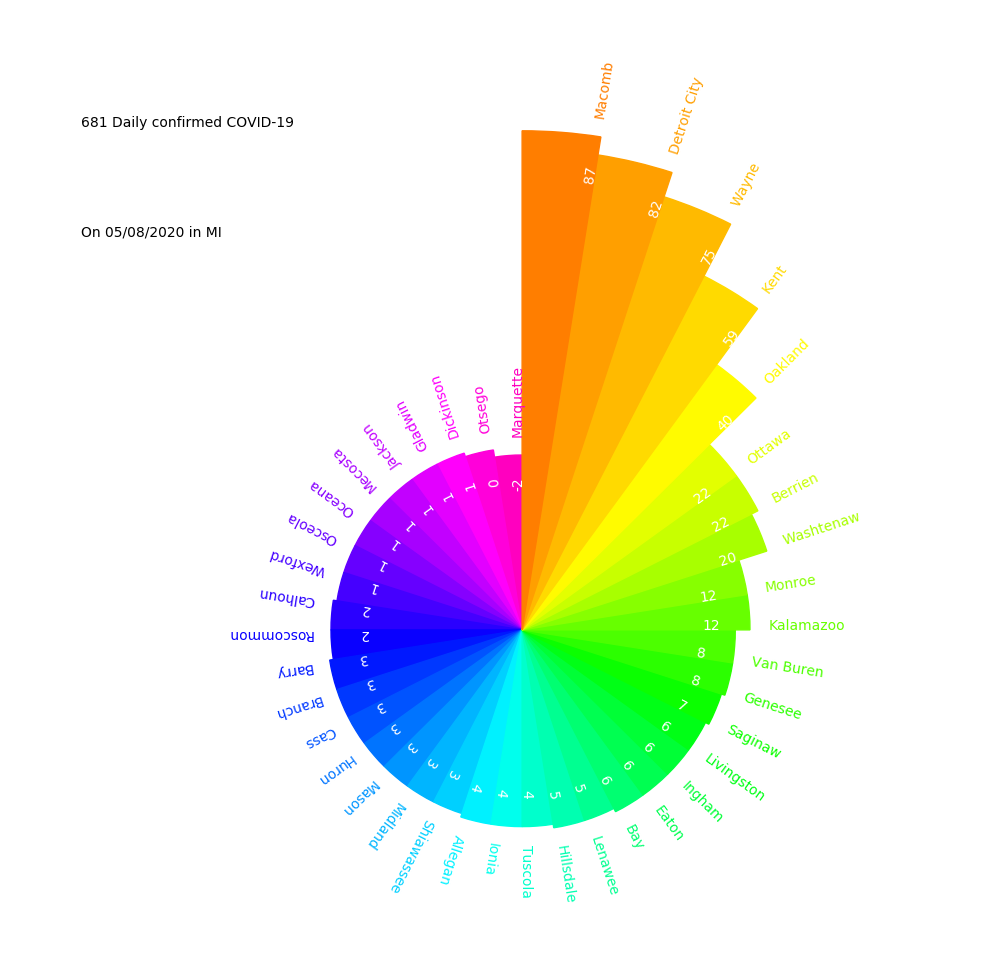 681 Daily confirmed COVID-19
On 05/08/2020 in MI
Macomb
87
Detroit City
82
Wayne
75
Kent
59
Oakland
40
Ottawa
22
Berrien
22
Washtenaw
20
Monroe
12
Kalamazoo
12
Van Buren
8
Genesee
8
Saginaw
7
Livingston
6
Ingham
6
Eaton
6
Bay
6
Lenawee
5
Hillsdale
5
Tuscola
4
Ionia
4
Allegan
4
Shiawassee
3
Midland
3
Mason
3
Huron
3
Cass
3
Branch
3
Barry
3
Roscommon
2
Calhoun
2
Wexford
1
Osceola
1
Oceana
1
Mecosta
1
Jackson
1
Gladwin
1
Dickinson
1
Otsego
0
Marquette
-2